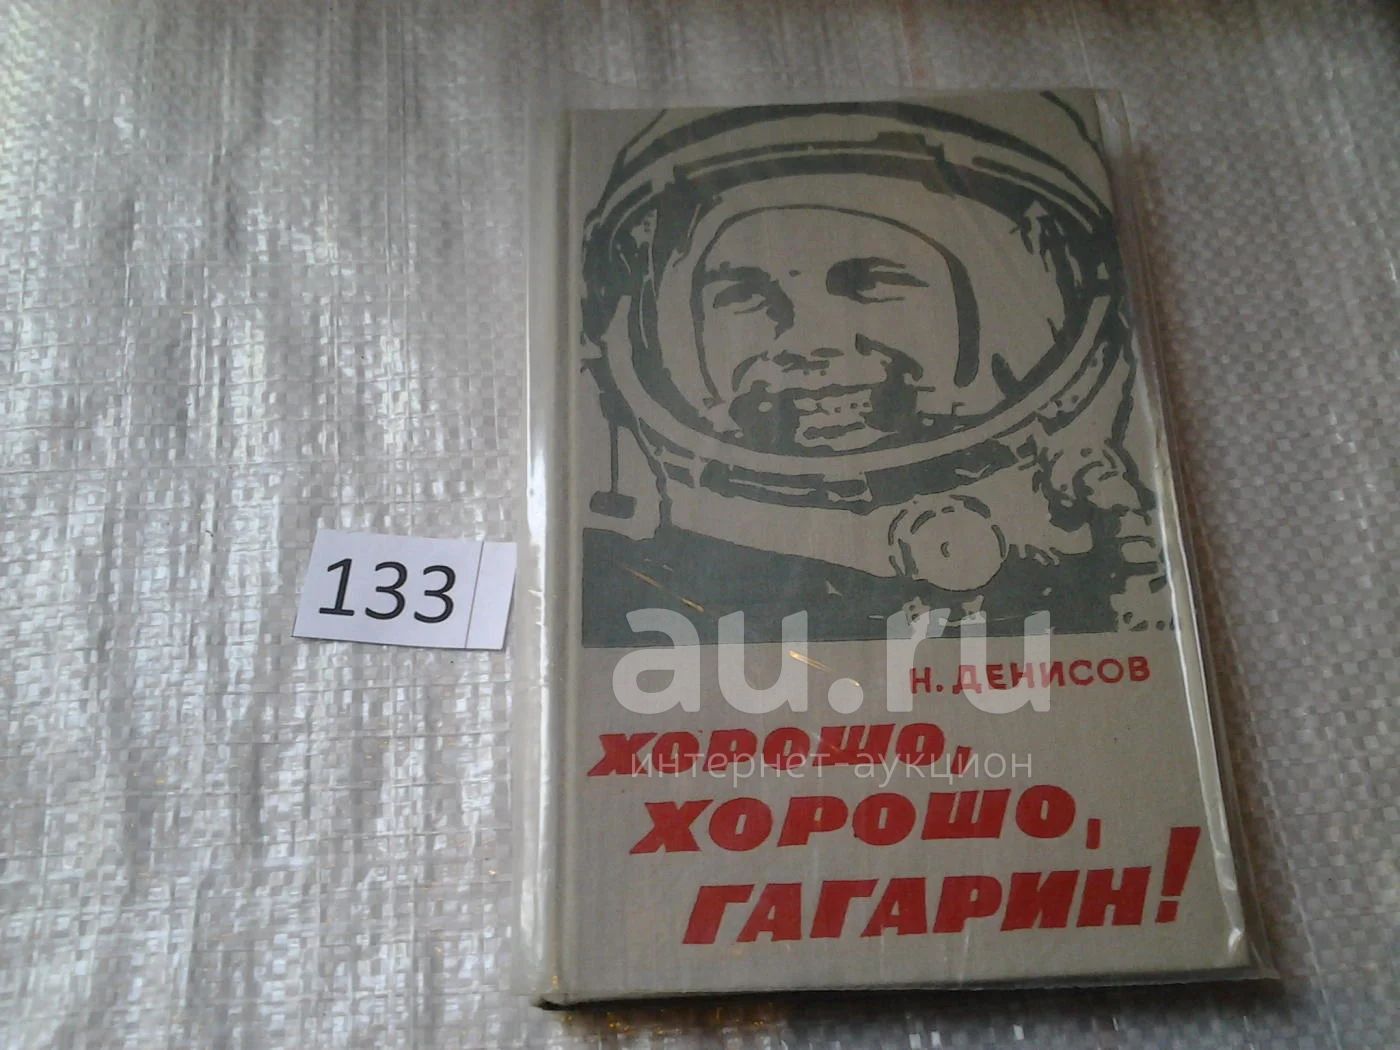 133
au.ru
интернет-аукцион
Н. ДЕНИСОВ
ХОРОШО,
ХОРОШО,
ГАГАРИН!